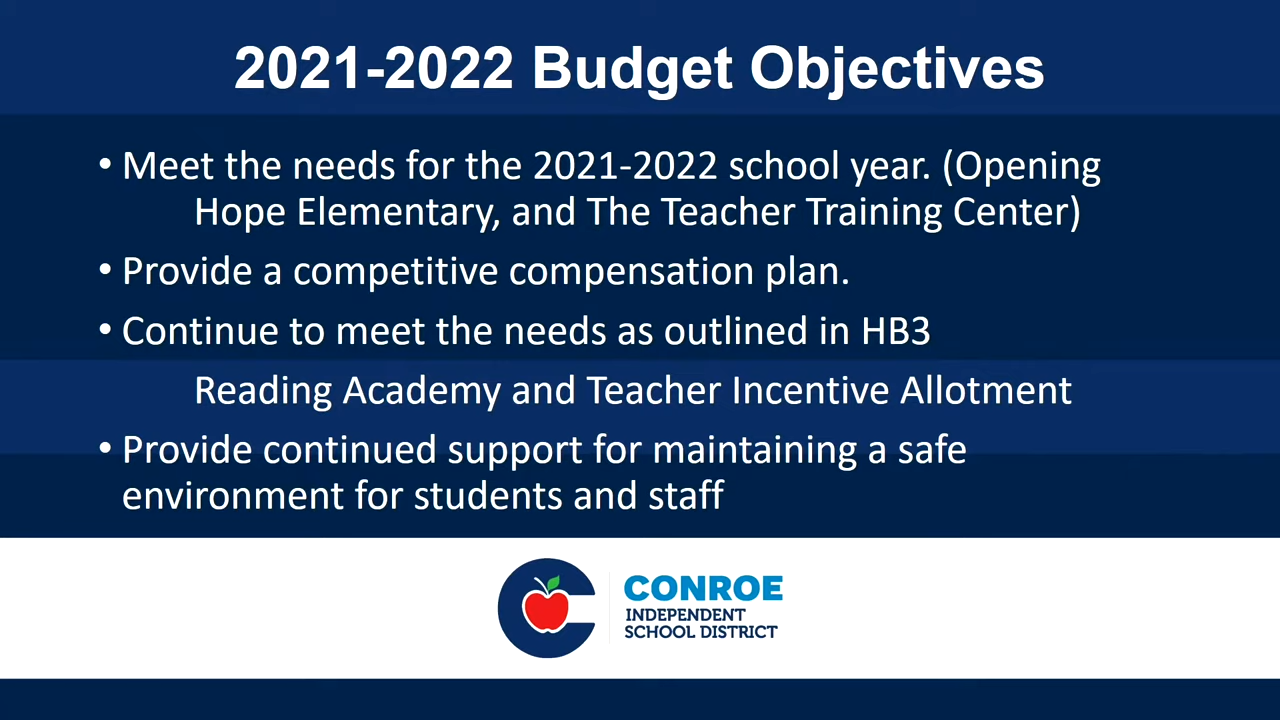 2021-2022 Budget Objectives
• Meet the needs for the 2021-2022 school year. (Opening
Hope Elementary, and The Teacher Training Center)
• Provide a competitive compensation plan.
• Continue to meet the needs as outlined in HB3
Reading Academy and Teacher Incentive Allotment
• Provide continued support for maintaining a safe
environment for students and staff
CONROE
INDEPENDENT
SCHOOL DISTRICT